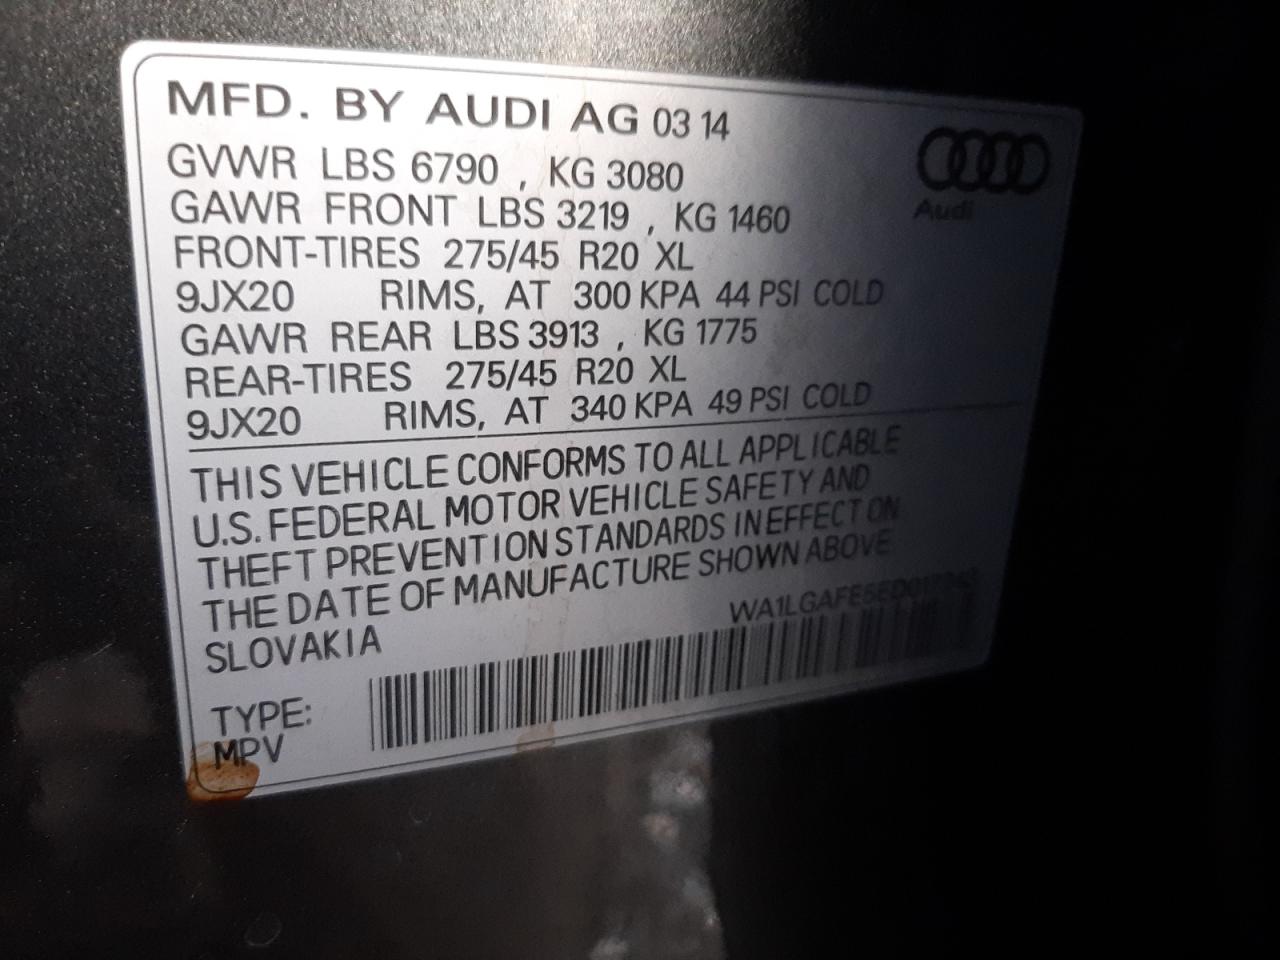 MFD. BY AUDI AG 03 14
GVWR LBS 6790 , KG 3080
GAWR FRONT LBS 3219 , KG 1460
Audi
FRONT-TIRES 275/45 R20 XL
9JX20 RIMS, AT 300 KPA 44 PSI COLD
GAWR REAR LBS 3913 , KG 1775
REAR-TIRES 275/45 R20 XL
9JX20 RIMS, AT 340 KPA 49 PSI COLD
THIS VEHICLE CONFORMS TO ALL APPLICABLE
U.S. FEDERAL MOTOR VEHICLE SAFETY AND
THEFT PREVENTION STANDARDS IN EFFECT ON
THE DATE OF MANUFACTURE SHOWN ABOVE
SLOVAKIA
TYPE:
MPV